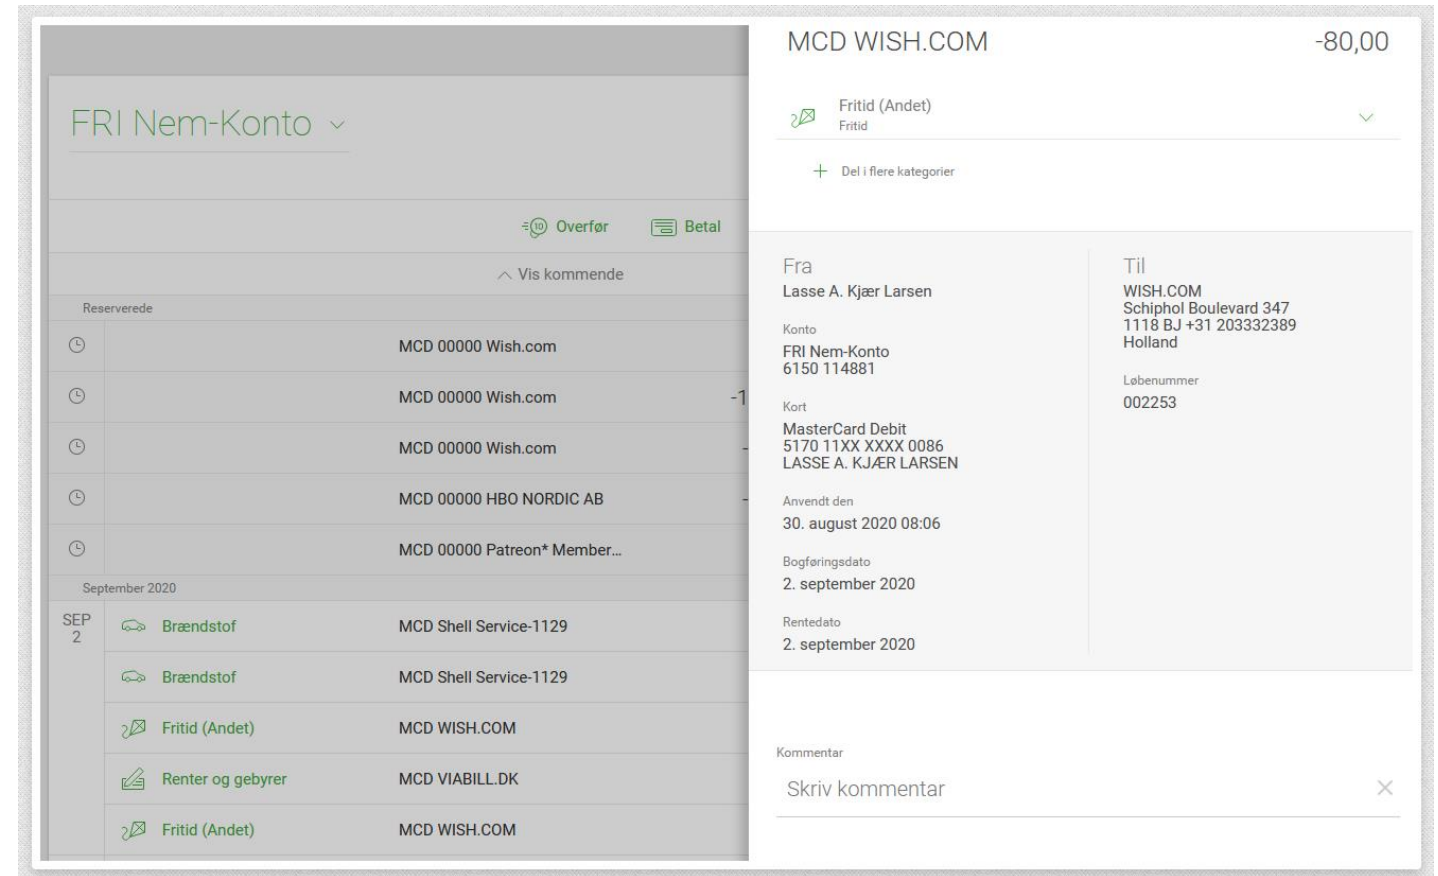 FRI Nem-Konto
Overfør Betal
Vis kommende
Reserverede
MCD 00000 Wish.com
MCD 00000 Wish.com -1
MCD 00000 Wish.com -
MCD 00000 HBO NORDIC AB -
MCD 00000 Patreon* Member...
September 2020
SEP
2
Brændstof MCD Shell Service-1129
Brændstof MCD Shell Service-1129
Fritid (Andet) MCD WISH.COM
Renter og gebyrer MCD VIABILL.DK
Fritid (Andet) MCD WISH.COM
MCD WISH.COM -80,00
Fritid (Andet)
Fritid
Del i flere kategorier
Fra
Lasse A. Kjær Larsen
Konto
FRI Nem-Konto
6150 114881
Kort
MasterCard Debit
5170 11XX XXXX 0086
LASSE A. KJÆR LARSEN
Anvendt den
30. august 2020 08:06
Bogføringsdato
2. september 2020
Rentedato
2. september 2020
Til
WISH.COM
Schiphol Boulevard 347
1118 BJ +31 203332389
Holland
Løbenummer
002253
Kommentar
Skriv kommentar